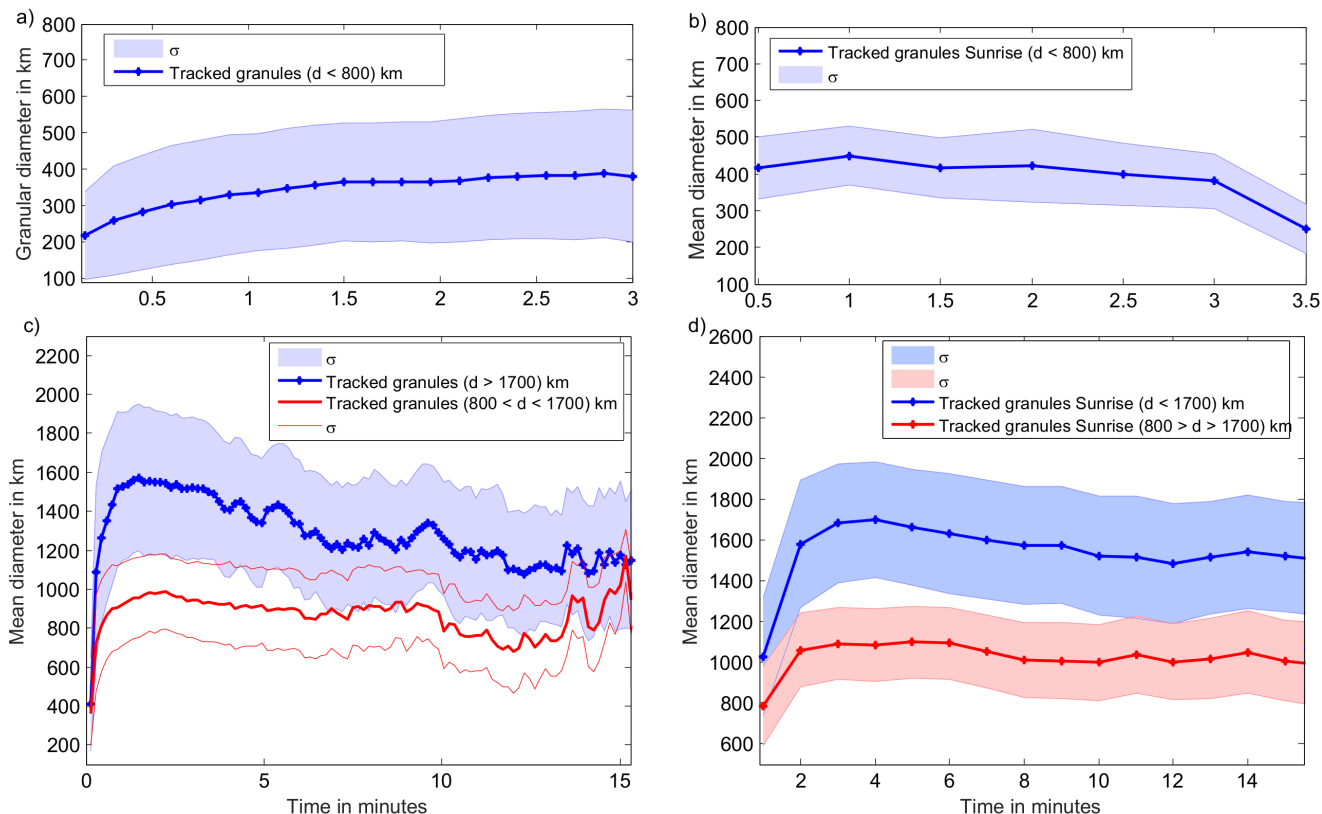 a)
800
700
600
500
400
300
200
100
Granular diameter in km
σ
Tracked granules (d < 800) km
0.5
1
1.5
2
2.5
3
b)
800
700
600
500
400
300
200
100
Mean diameter in km
Tracked granules Sunrise (d < 800) km
σ
0.5
1
1.5
2
2.5
3
3.5
c)
2200
2000
1800
1600
1400
1200
1000
800
600
400
200
Mean diameter in km
σ
Tracked granules (d > 1700) km
Tracked granules (800 < d < 1700) km
σ
0
5
10
15
Time in minutes
d)
2600
2400
2200
2000
1800
1600
1400
1200
1000
800
600
Mean diameter in km
σ
σ
Tracked granules Sunrise (d < 1700) km
Tracked granules Sunrise (800 > d > 1700) km
2
4
6
8
10
12
14
Time in minutes